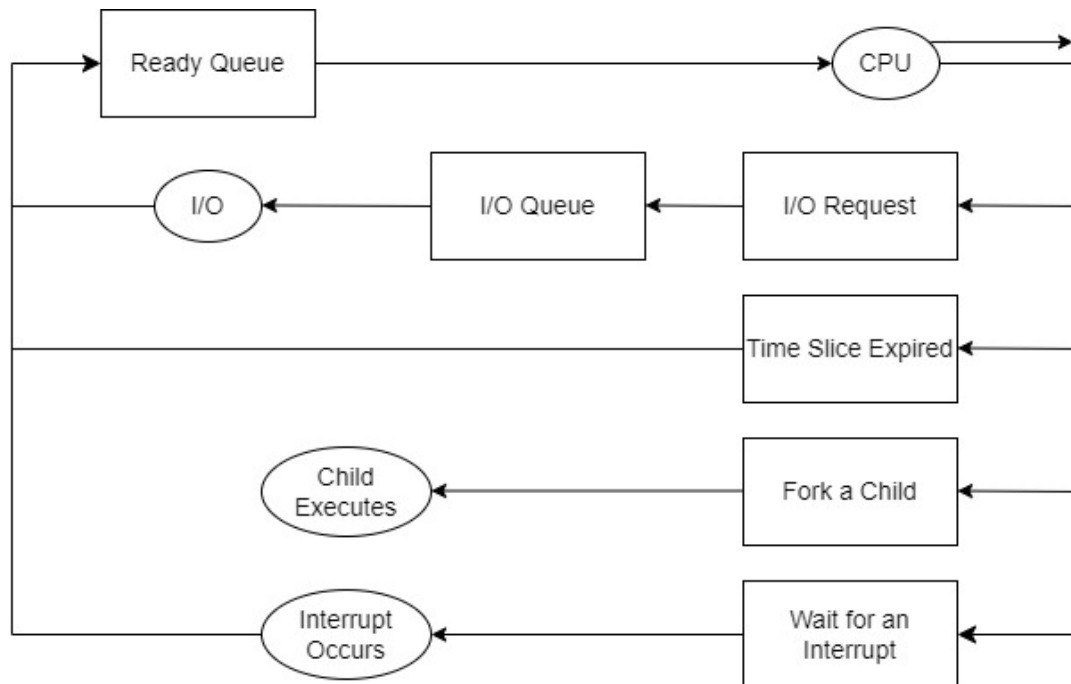 Ready Queue
CPU
I/O
I/O Queue
I/O Request
Time Slice Expired
Child
Executes
Fork a Child
Interrupt
Occurs
Wait for an
Interrupt